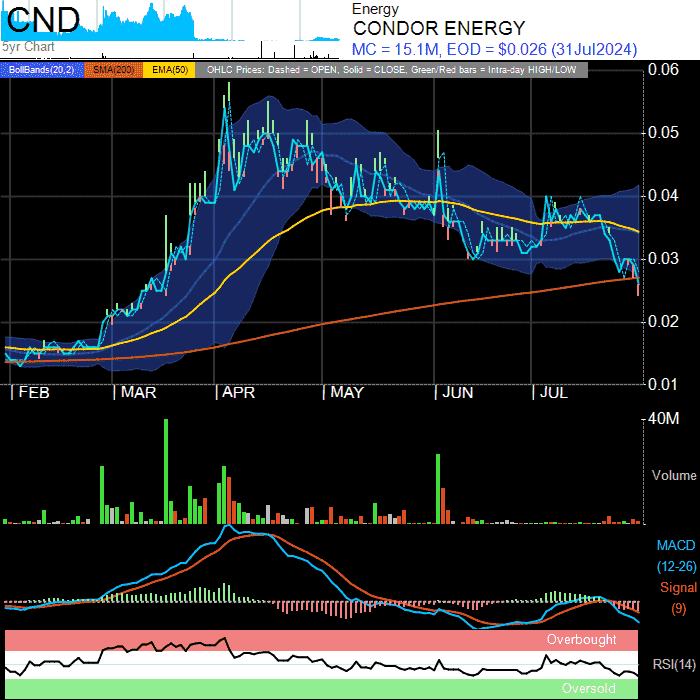 CND
5yr Chart
Energy
CONDOR ENERGY
MC = 15.1M, EOD = $0.026 (31Jul2024)
BollBands(20,2) SMA(200) EMA(50) OHLC Prices: Dashed = OPEN, Solid = CLOSE, Green/Red bars = Intra-day HIGH/LOW
0.06
0.05
0.04
0.03
0.02
0.01
FEB MAR APR MAY JUN JUL
40M
Volume
MACD
(12-26)
Signal
(9)
Overbought
RSI(14)
Oversold